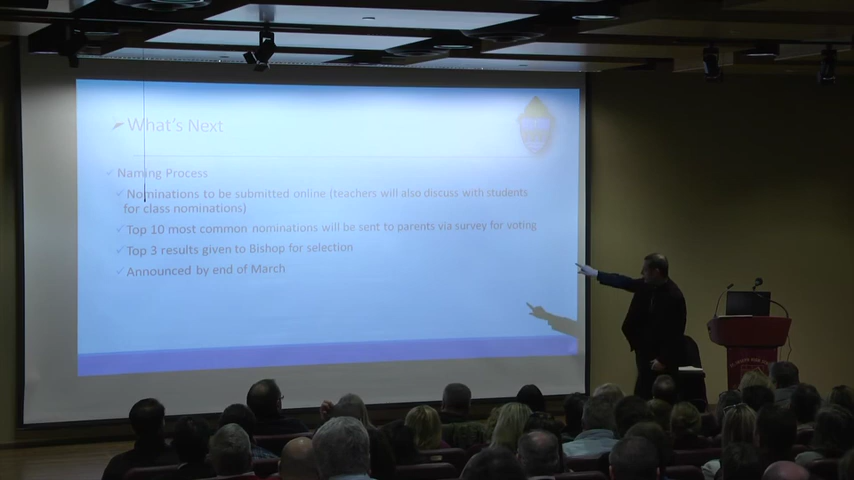 What's Next
Naming Process
Nominations to be submitted online (teachers will also discuss with students
for class nominations)
Top 10 most common nominations will be sent to parents via survey for voting
Top 3 results given to Bishop for selection
Announced by end of March